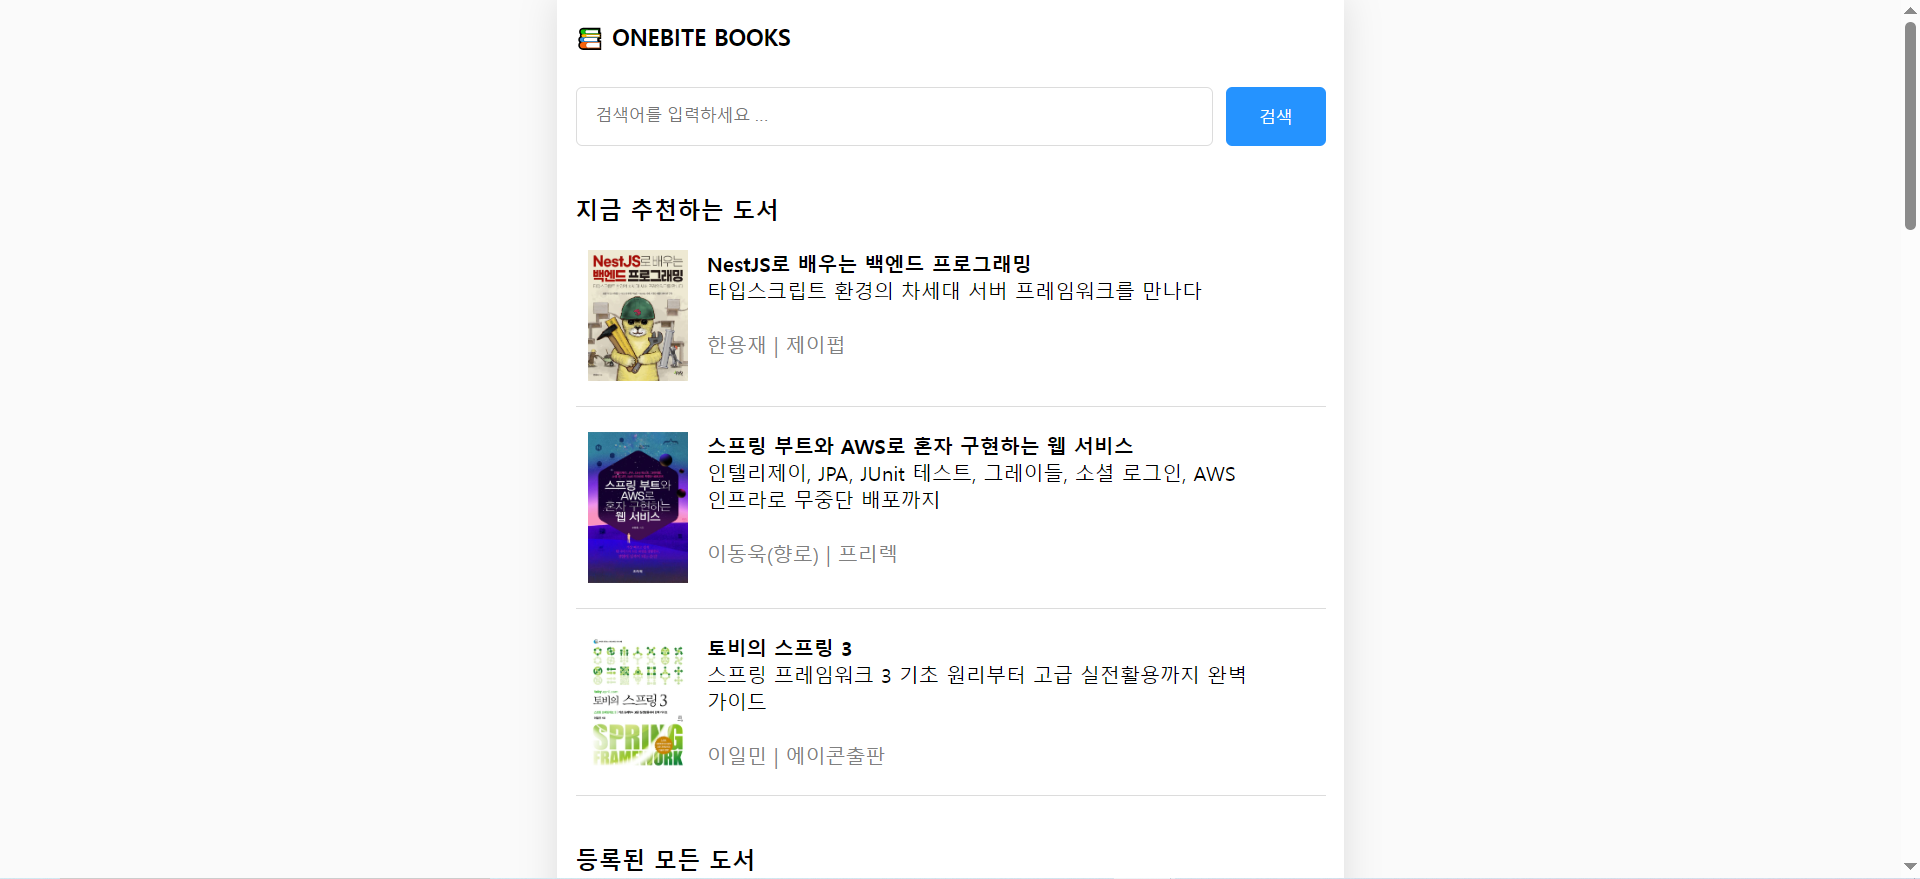 📚 ONEBITE BOOKS
검색어를 입력하세요 ...
검색
지금 추천하는 도서
NestJS로 배우는
백엔드 프로그래밍
NestJS로 배우는 백엔드 프로그래밍
타입스크립트 환경의 차세대 서버 프레임워크를 만나다
한용재 | 제이펍
스프링 부트와
AWS로
혼자 구현하는
웹 서비스
스프링 부트와 AWS로 혼자 구현하는 웹 서비스
인텔리제이, JPA, JUnit 테스트, 그레이들, 소셜 로그인, AWS
인프라로 무중단 배포까지
이동욱(향로) | 프리렉
토비의 스프링 3
SPRING
FRAMEWORK
토비의 스프링 3
스프링 프레임워크 3 기초 원리부터 고급 실전활용까지 완벽
가이드
이일민 | 에이콘출판
등록된 모든 도서